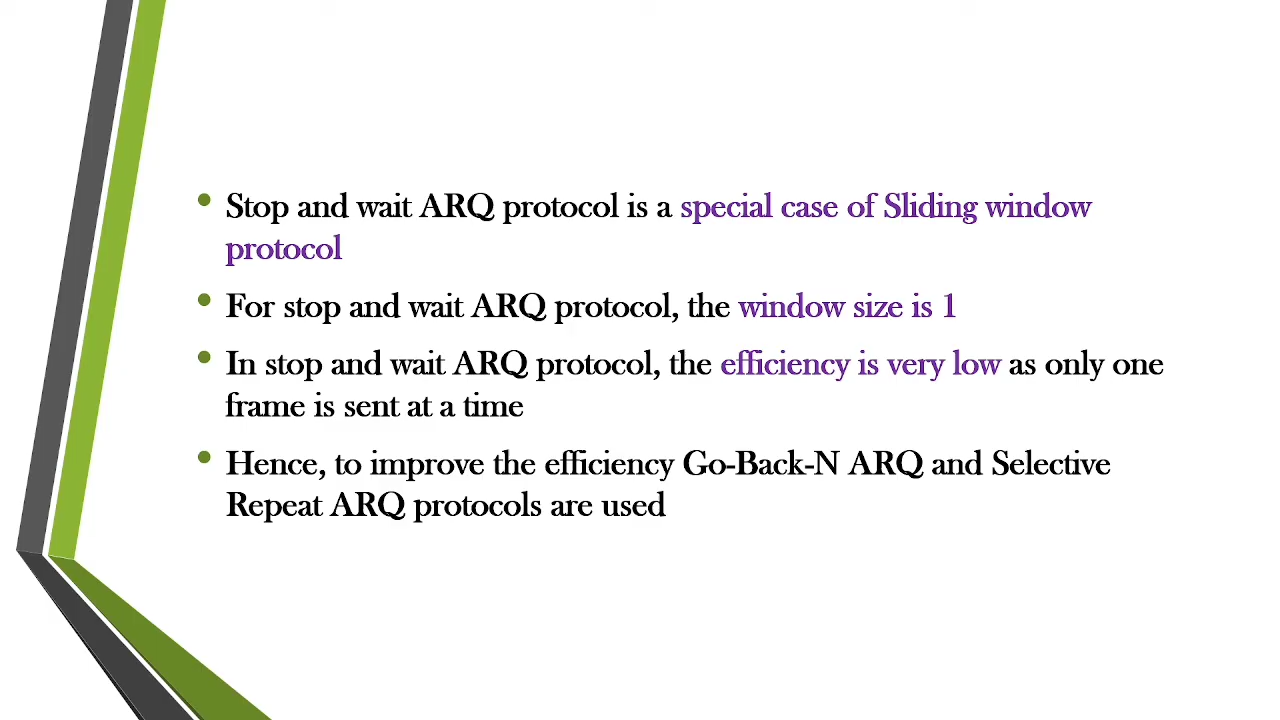 • Stop and wait ARQ protocol is a special case of Sliding window
protocol
• For stop and wait ARQ protocol, the window size is 1
• In stop and wait ARQ protocol, the efficiency is very low as only one
frame is sent at a time
• Hence, to improve the efficiency Go-Back-N ARQ and Selective
Repeat ARQ protocols are used